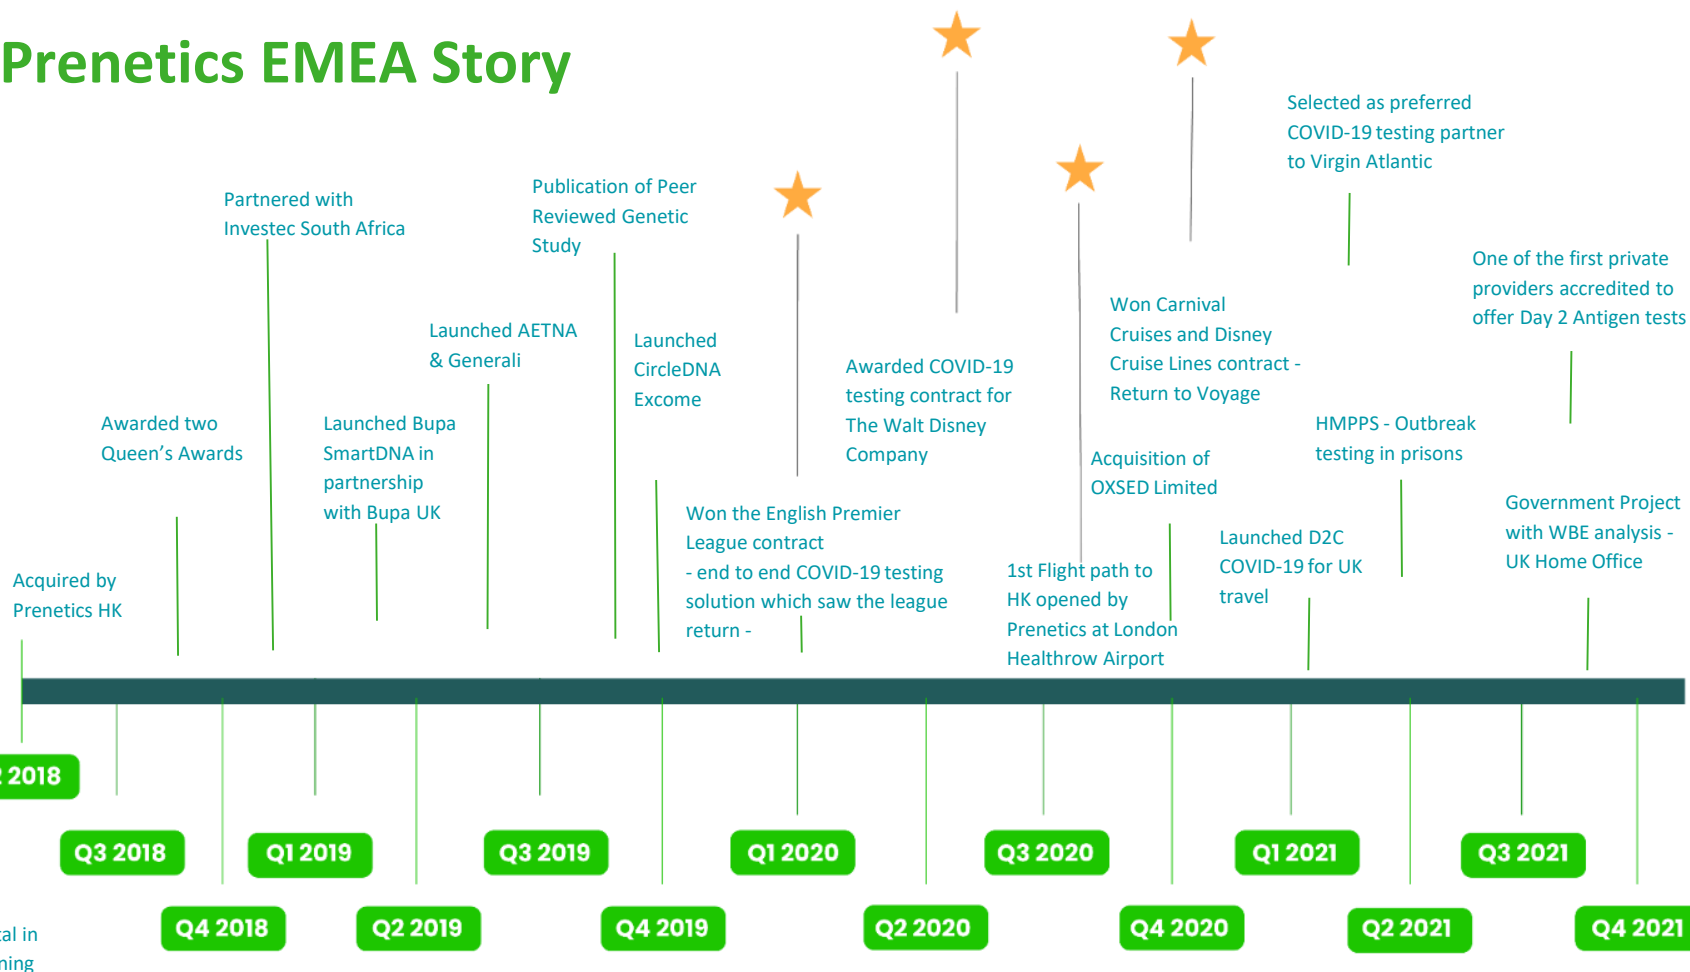 Prenetics EMEA Story
Acquired by
Prenetics HK
Awarded two
Queen's Awards
Partnered with
Investec South Africa
Launched Bupa
SmartDNA in
partnership
with Bupa UK
Launched AETNA
& Generali
Publication of Peer
Reviewed Genetic
Study
Launched
CircleDNA
Excome
Won the English Premier
League contract
- end to end COVID-19 testing
solution which saw the league
return -
Awarded COVID-19
testing contract for
The Walt Disney
Company
1st Flight path to
HK opened by
Prenetics at London
Healthrow Airport
Won Carnival
Cruises and Disney
Cruise Lines contract -
Return to Voyage
Acquisition of
OXSED Limited
Launched D2C
COVID-19 for UK
travel
Selected as preferred
COVID-19 testing partner
to Virgin Atlantic
HMPPS - Outbreak
testing in prisons
One of the first private
providers accredited to
offer Day 2 Antigen tests
Government Project
with WBE analysis -
UK Home Office
2018
Q3 2018
Q4 2018
Q1 2019
Q2 2019
Q3 2019
Q4 2019
Q1 2020
Q2 2020
Q3 2020
Q4 2020
Q1 2021
Q2 2021
Q3 2021
Q4 2021
in